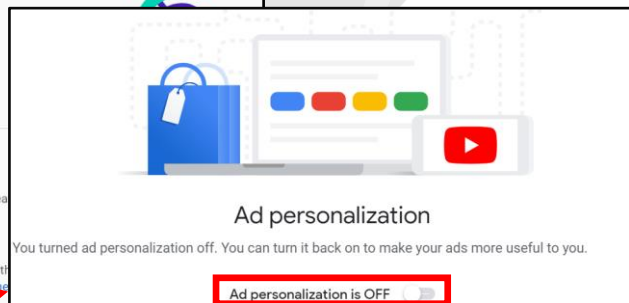 Ad personalization
You turned ad personalization off. You can turn it back on to make your ads more useful to you.
Ad personalization is OFF